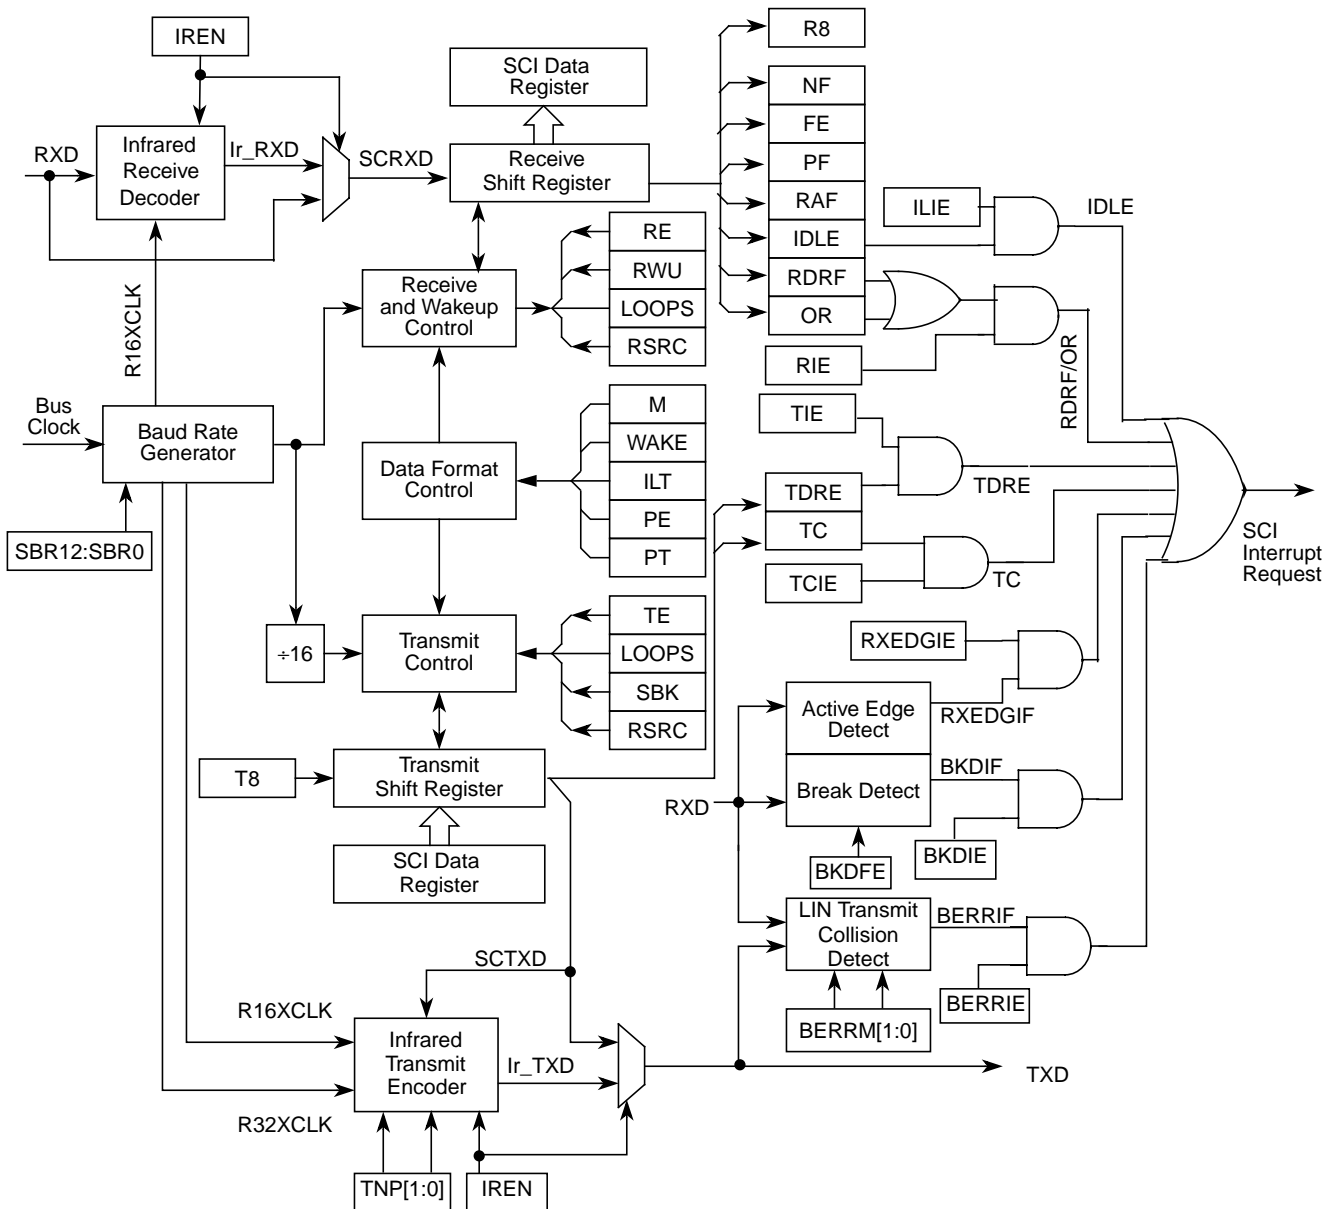 IREN
SCI Data
Register
R8
NF
FE
PF
RAF
IDLE
RDRF
OR
RXD
Infrared
Receive
Decoder
Ir_RXD
SCRXD
Receive
Shift Register
ILIE
IDLE
RE
RWU
LOOPS
RSRC
Receive
and Wakeup
Control
R16XCLK
RIE
RDRF/OR
Bus
Clock
Baud Rate
Generator
SBR12:SBR0
Data Format
Control
M
WAKE
ILT
PE
PT
TIE
TDRE
TC
TCIE
TDRE
TC
SCI
Interrupt
Request
÷16
Transmit
Control
TE
LOOPS
SBK
RSRC
RXEDGIE
Active Edge
Detect
RXEDGIF
Break Detect
BKDIF
RXD
BKDFE
BKDIE
T8
Transmit
Shift Register
SCI Data
Register
LIN Transmit
Collision
Detect
BERRIF
BERRIE
BERRM[1:0]
SCTXD
R16XCLK
Infrared
Transmit
Encoder
Ir_TXD
R32XCLK
TXD
TNP[1:0]
IREN